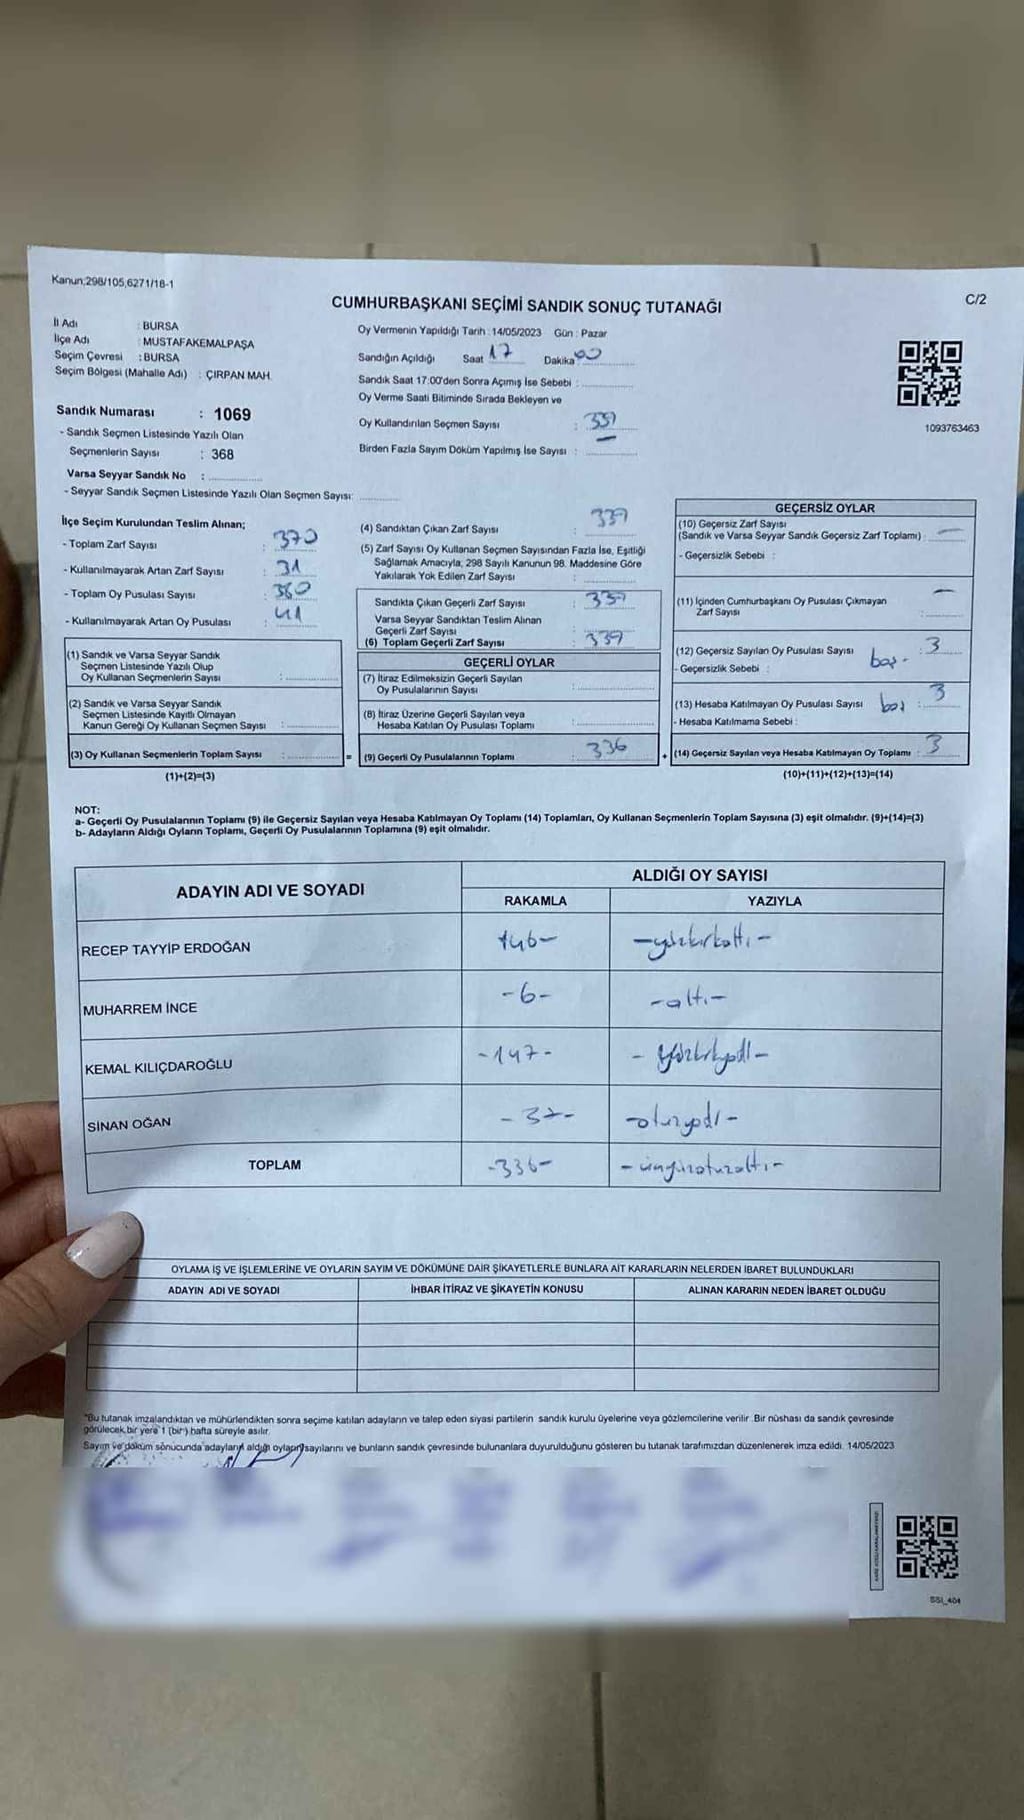 Kanun;298/105,6271/18-1
CUMHURBAŞKANI SEÇİMİ SANDIK SONUÇ TUTANAĞI
C/2
İl Adı : BURSA
İlçe Adı : MUSTAFAKEMALPAŞA
Seçim Çevresi : BURSA
Seçim Bölgesi (Mahalle Adı) : ÇIRPAN MAH.
Oy Vermenin Yapıldığı Tarih : 14/05/2023 Gün : Pazar
Sandığın Açıldığı Saat 17 Dakika 00
Sandık Saat 17:00'den Sonra Açımış İse Sebebi :
Oy Verme Saati Bitiminde Sırada Bekleyen ve
Oy Kullandırılan Seçmen Sayısı : 339
Birden Fazla Sayım Döküm Yapılmış İse Sayısı :
1093763463
Sandık Numarası : 1069
- Sandık Seçmen Listesinde Yazılı Olan
Seçmenlerin Sayısı : 368
Varsa Seyyar Sandık No :
- Seyyar Sandık Seçmen Listesinde Yazılı Olan Seçmen Sayısı:
İlçe Seçim Kurulundan Teslim Alınan;
- Toplam Zarf Sayısı : 370
- Kullanılmayarak Artan Zarf Sayısı : 31
- Toplam Oy Pusulası Sayısı : 380
- Kullanılmayarak Artan Oy Pusulası : 41
(1) Sandık ve Varsa Seyyar Sandık
Seçmen Listesinde Yazılı Olup
Oy Kullanan Seçmenlerin Sayısı :
(2) Sandık ve Varsa Seyyar Sandık
Seçmen Listesinde Kayıtlı Olmayan
Kanun Gereği Oy Kullanan Seçmen Sayısı :
(3) Oy Kullanan Seçmenlerin Toplam Sayısı :
(1)+(2)=(3)
(4) Sandıktan Çıkan Zarf Sayısı : 339
(5) Zarf Sayısı Oy Kullanan Seçmen Sayısından Fazla İse, Eşitliği
Sağlamak Amacıyla, 298 Sayılı Kanunun 98. Maddesine Göre
Yakılarak Yok Edilen Zarf Sayısı :
Sandıkta Çıkan Geçerli Zarf Sayısı : 339
Varsa Seyyar Sandıktan Teslim Alınan
Geçerli Zarf Sayısı :
(6) Toplam Geçerli Zarf Sayısı : 339
GEÇERLİ OYLAR
(7) İtiraz Edilmeksizin Geçerli Sayılan
Oy Pusulalarının Sayısı :
(8) İtiraz Üzerine Geçerli Sayılan veya
Hesaba Katılan Oy Pusulası Toplamı :
= (9) Geçerli Oy Pusulalarının Toplamı : 336
GEÇERSİZ OYLAR
(10) Geçersiz Zarf Sayısı
(Sandık ve Varsa Seyyar Sandık Geçersiz Zarf Toplamı) : —
- Geçersizlik Sebebi :
(11) İçinden Cumhurbaşkanı Oy Pusulası Çıkmayan
Zarf Sayısı : —
(12) Geçersiz Sayılan Oy Pusulası Sayısı : 3
- Geçersizlik Sebebi : boş -
(13) Hesaba Katılmayan Oy Pusulası Sayısı : 3
- Hesaba Katılmama Sebebi : boş
+ (14) Geçersiz Sayılan veya Hesaba Katılmayan Oy Toplamı : 3
(10)+(11)+(12)+(13)=(14)
NOT:
a- Geçerli Oy Pusulalarının Toplamı (9) ile Geçersiz Sayılan veya Hesaba Katılmayan Oy Toplamı (14) Toplamları, Oy Kullanan Seçmenlerin Toplam Sayısına (3) eşit olmalıdır. (9)+(14)=(3)
b- Adayların Aldığı Oyların Toplamı, Geçerli Oy Pusulalarının Toplamına (9) eşit olmalıdır.
ADAYIN ADI VE SOYADI
ALDIĞI OY SAYISI
RAKAMLA YAZIYLA
RECEP TAYYİP ERDOĞAN 146- -yüzkırkaltı-
MUHARREM İNCE -6- -altı-
KEMAL KILIÇDAROĞLU -147- - yüzkırkyedi-
SİNAN OĞAN -37- -otuzyedi-
TOPLAM -336- -üçyüzotuzaltı-
OYLAMA İŞ VE İŞLEMLERİNE VE OYLARIN SAYIM VE DÖKÜMÜNE DAİR ŞİKAYETLERLE BUNLARA AİT KARARLARIN NELERDEN İBARET BULUNDUKLARI
ADAYIN ADI VE SOYADI İHBAR İTİRAZ VE ŞİKAYETİN KONUSU ALINAN KARARIN NEDEN İBARET OLDUĞU
*Bu tutanak imzalandıktan ve mühürlendikten sonra seçime katılan adayların ve talep eden siyasi partilerin sandık kurulu üyelerine veya gözlemcilerine verilir. Bir nüshası da sandık çevresinde
görülecek bir yere 1 (bir) hafta süreyle asılır.
Sayım ve döküm sonucunda adayların aldığı oyların sayılarını ve bunların sandık çevresinde bulunanlara duyurulduğunu gösteren bu tutanak tarafımızdan düzenlenerek imza edildi. 14/05/2023
SSI_404